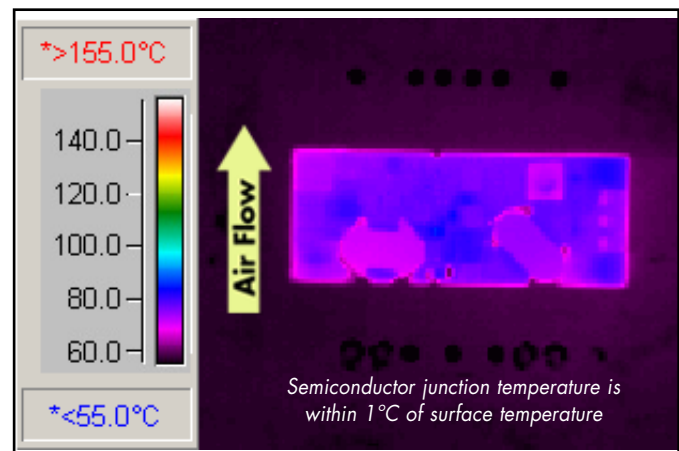 *>155.0°C
140.0
120.0
100.0
80.0
60.0
*<55.0°C
Air Flow
Semiconductor junction temperature is
within 1°C of surface temperature